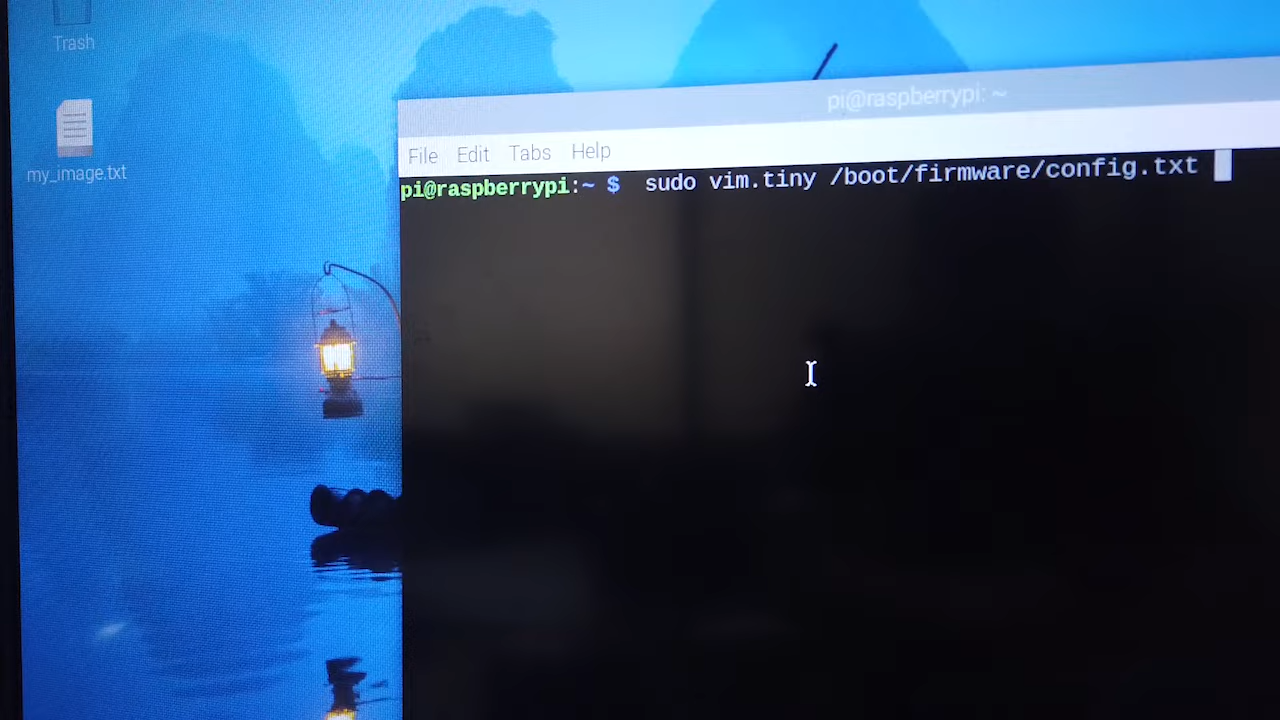 Trash
my_image.txt
pi@raspberrypi: ~
File Edit Tabs Help
pi@raspberrypi:~ $ sudo vim.tiny /boot/firmware/config.txt